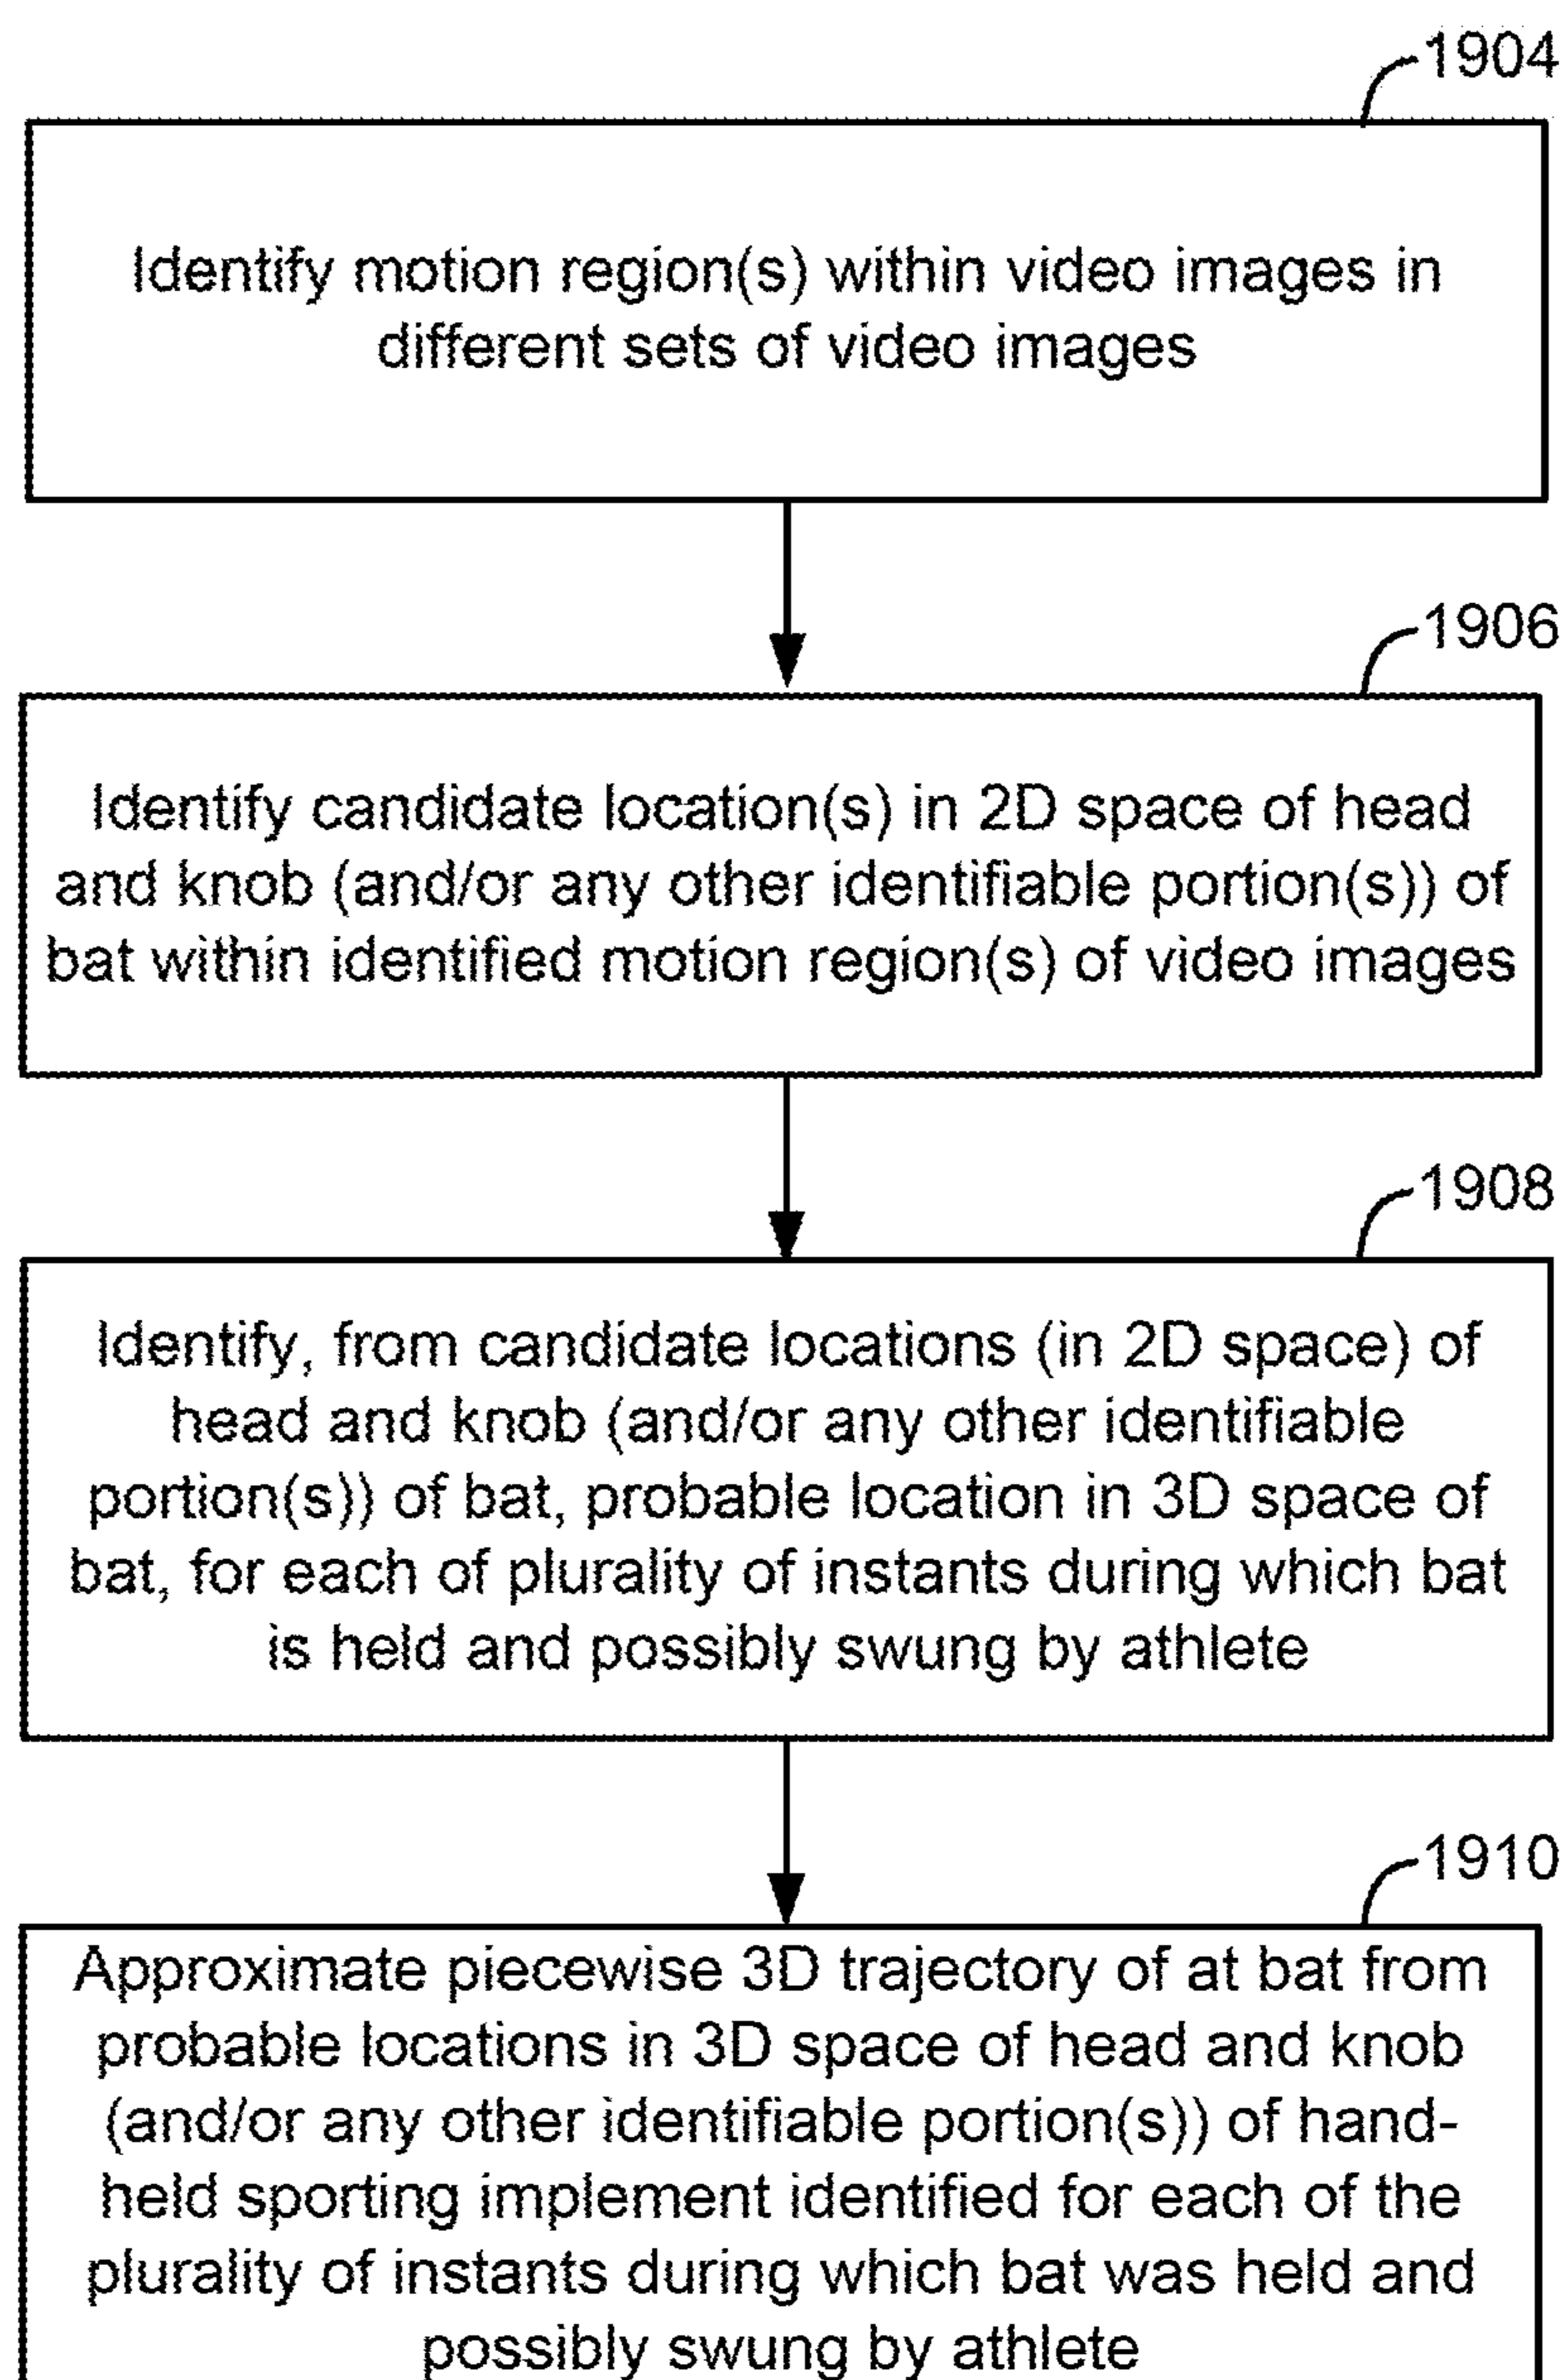 1904
Identify motion region(s) within video images in
different sets of video images
1906
Identify candidate location(s) in 2D space of head
and knob (and/or any other identifiable portion(s)) of
bat within identified motion region(s) of video images
1908
Identify, from candidate locations (in 2D space) of
head and knob (and/or any other identifiable
portion(s)) of bat, probable location in 3D space of
bat, for each of plurality of instants during which bat
is held and possibly swung by athlete
1910
Approximate piecewise 3D trajectory of at bat from
probable locations in 3D space of head and knob
(and/or any other identifiable portion(s)) of hand-
held sporting implement identified for each of the
plurality of instants during which bat was held and
possibly swung by athlete